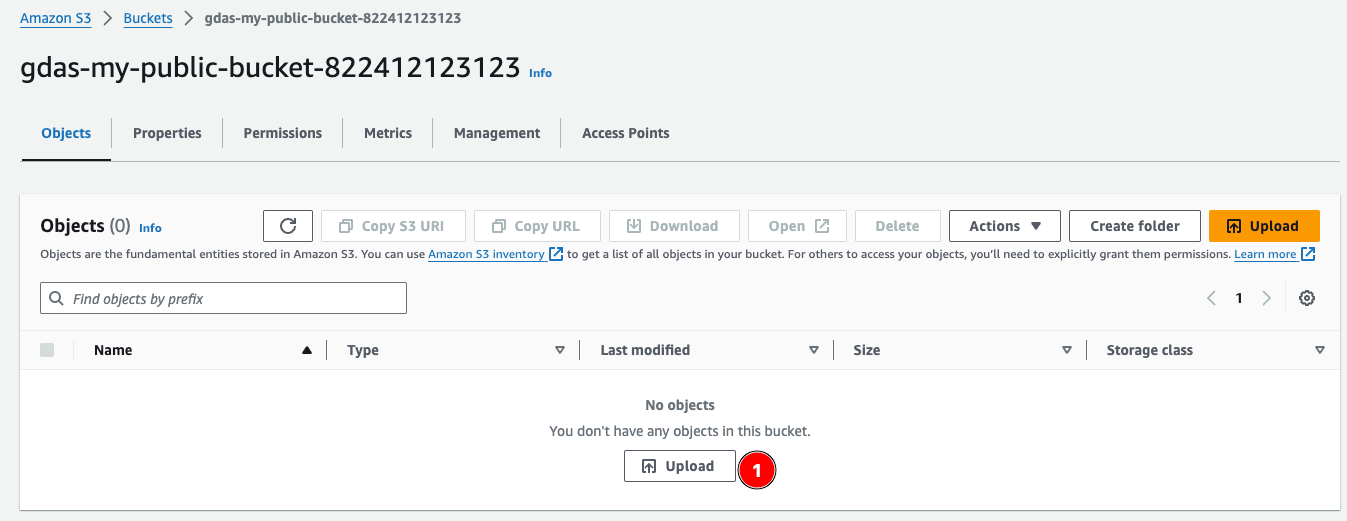 Amazon S3 > Buckets > gdas-my-public-bucket-822412123123
gdas-my-public-bucket-822412123123 Info
Objects Properties Permissions Metrics Management Access Points
Objects (0) Info Copy S3 URI Copy URL Download Open Delete Actions Create folder Upload
Objects are the fundamental entities stored in Amazon S3. You can use Amazon S3 inventory to get a list of all objects in your bucket. For others to access your objects, you'll need to explicitly grant them permissions. Learn more
Find objects by prefix 1
Name Type Last modified Size Storage class
No objects
You don't have any objects in this bucket.
Upload 1